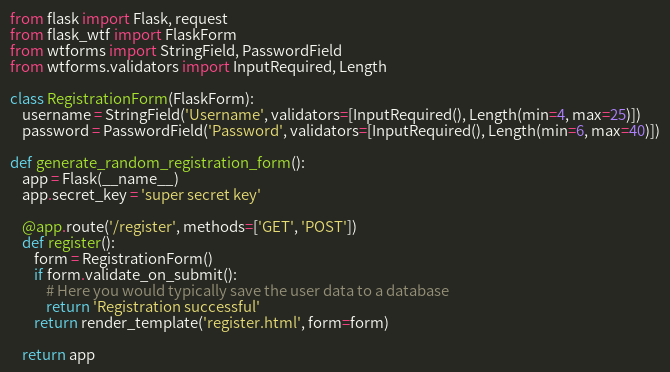 from flask import Flask, request
from flask_wtf import FlaskForm
from wtforms import StringField, PasswordField
from wtforms.validators import InputRequired, Length

class RegistrationForm(FlaskForm):
    username = StringField('Username', validators=[InputRequired(), Length(min=4, max=25)])
    password = PasswordField('Password', validators=[InputRequired(), Length(min=6, max=40)])

def generate_random_registration_form():
    app = Flask(__name__)
    app.secret_key = 'super secret key'

    @app.route('/register', methods=['GET', 'POST'])
    def register():
        form = RegistrationForm()
        if form.validate_on_submit():
            # Here you would typically save the user data to a database
            return 'Registration successful'
        return render_template('register.html', form=form)

    return app